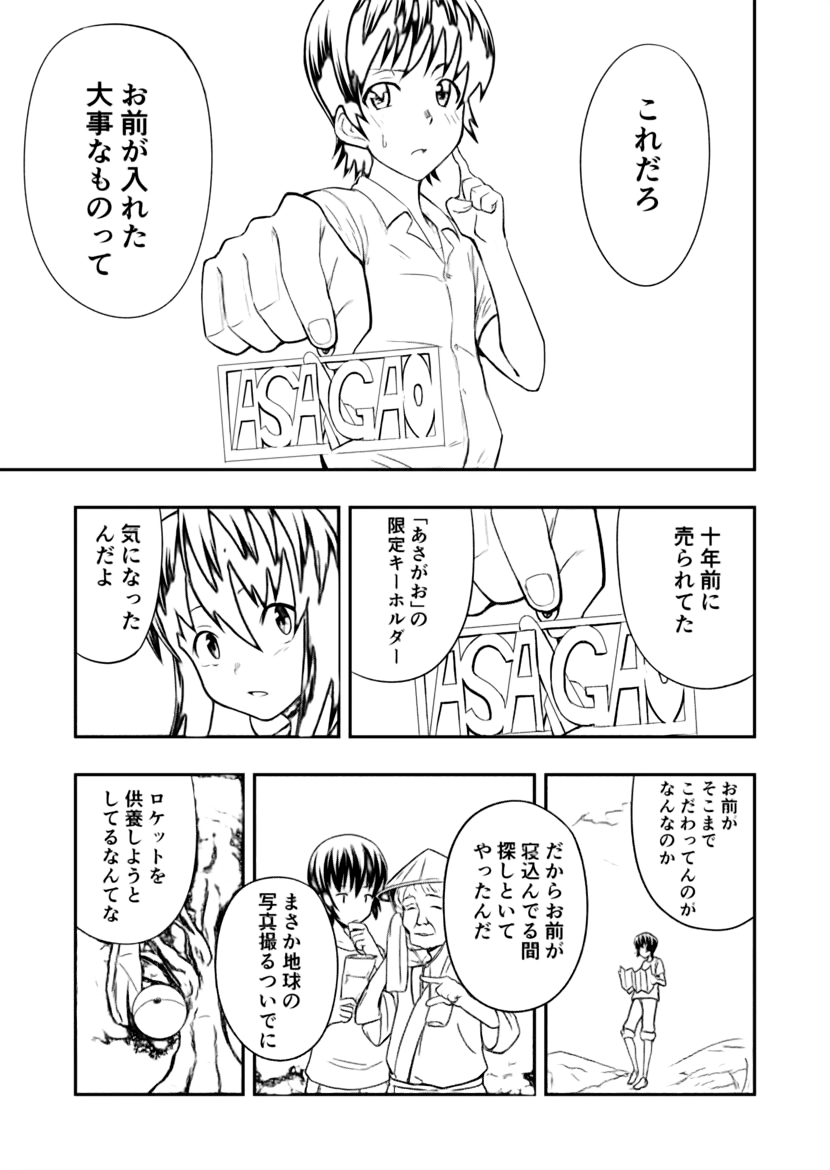 これだろ
お前が入れた
大事なものって
ASAGAO
十年前に
売られてた
「あさがお」の
限定キーホルダー
ASAGAO
気になった
んだよ
お前が
そこまで
こだわってんのが
なんなのか
だからお前が
寝込んでる間
探しといて
やったんだ
まさか地球の
写真撮るついでに
ロケットを
供養しようと
してるなんてな